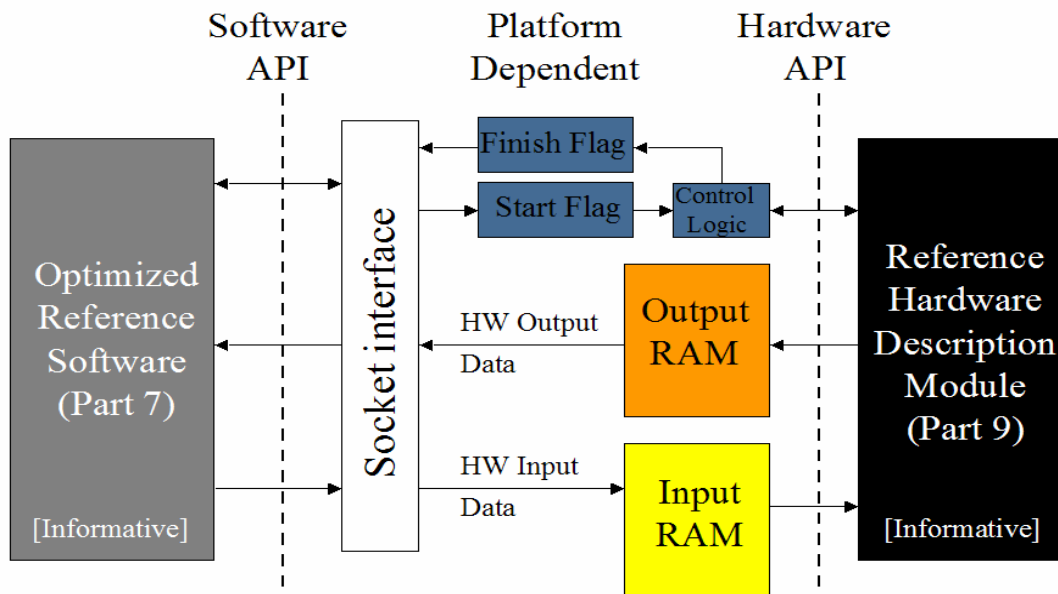 Software
API
Platform
Dependent
Hardware
API
Optimized
Reference
Software
(Part 7)
[Informative]
Socket interface
Finish Flag
Start Flag
Control
Logic
HW Output
Data
Output
RAM
HW Input
Data
Input
RAM
Reference
Hardware
Description
Module
(Part 9)
[Informative]